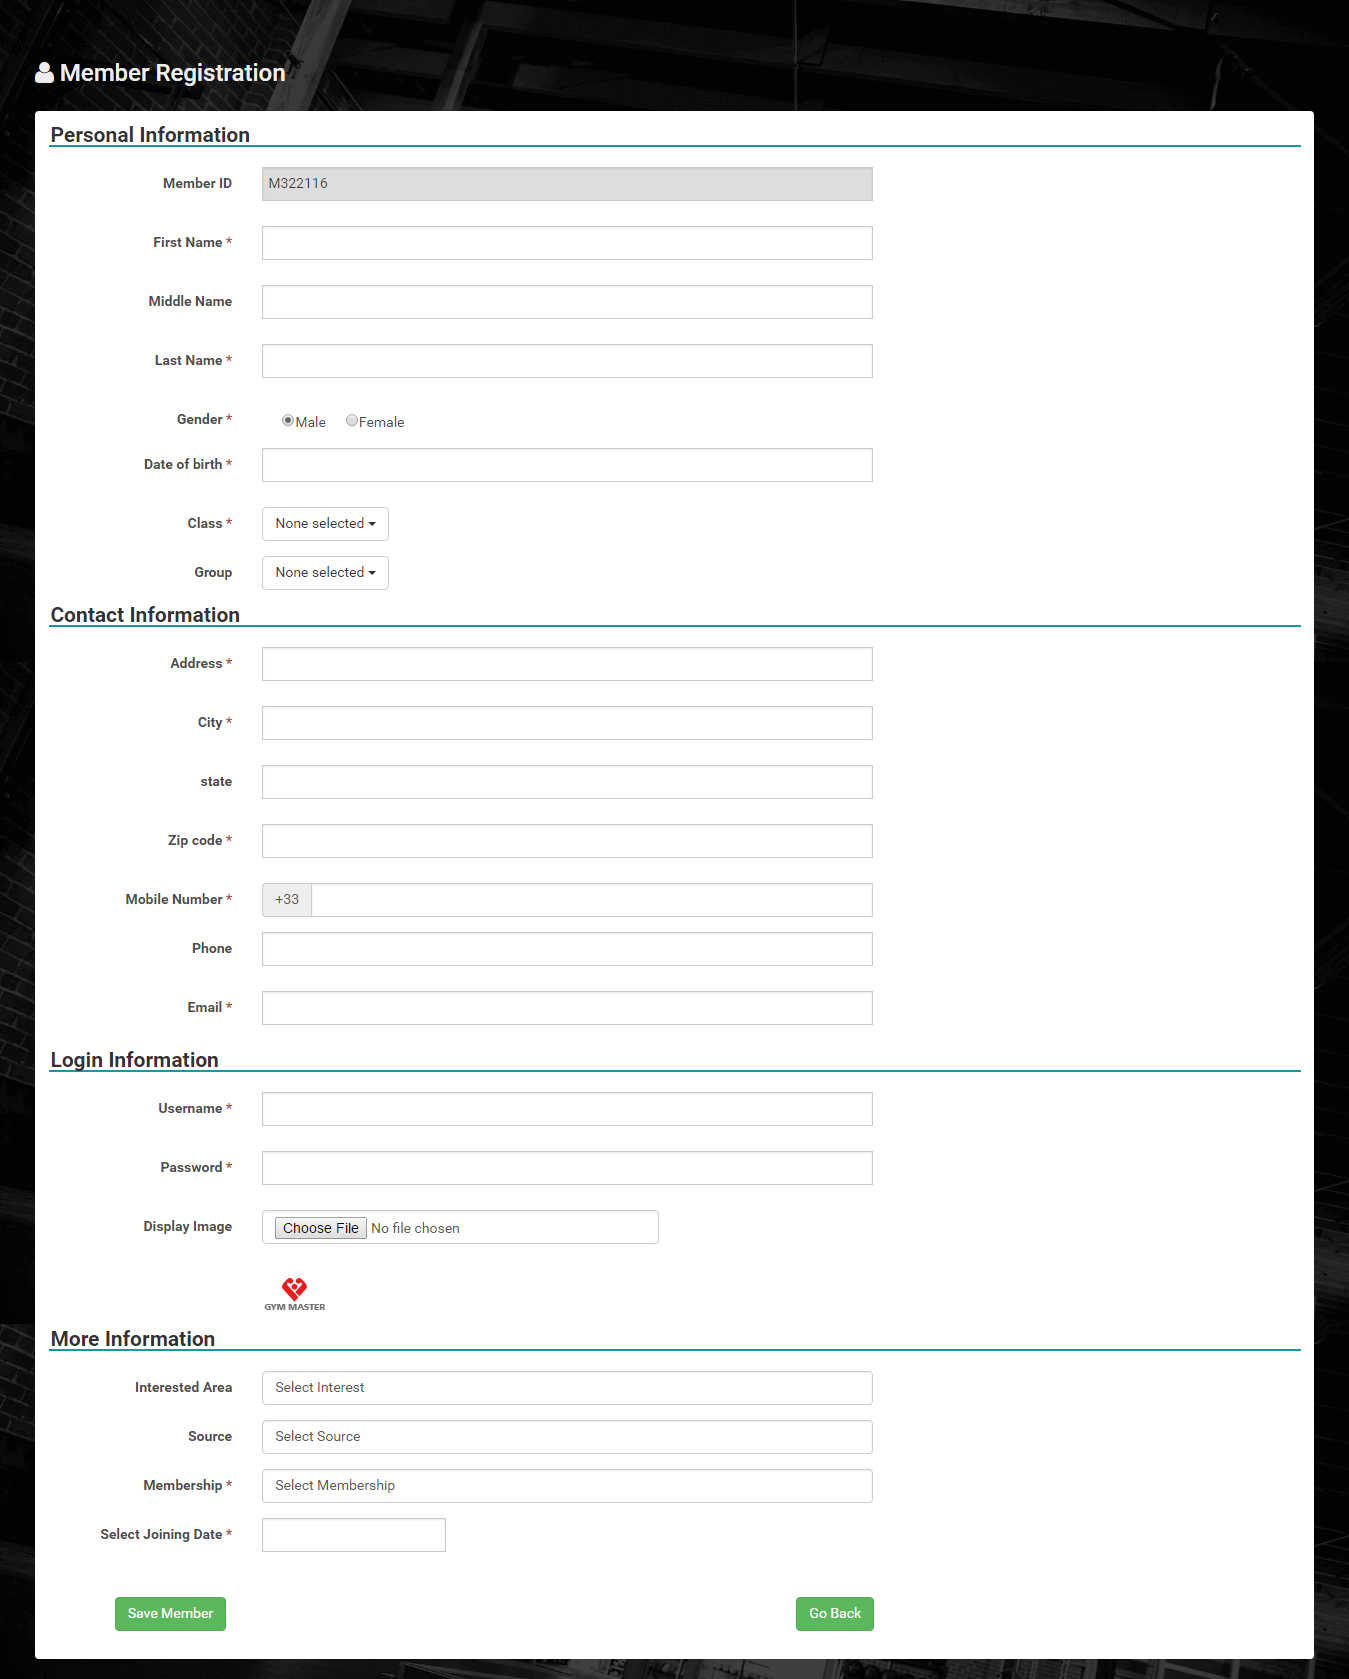 Member Registration
Personal Information
Member ID M322116
First Name *
Middle Name
Last Name *
Gender * Male Female
Date of birth *
Class * None selected
Group None selected
Contact Information
Address *
City *
state
Zip code *
Mobile Number * +33
Phone
Email *
Login Information
Username *
Password *
Display Image Choose File No file chosen
GYM MASTER
More Information
Interested Area Select Interest
Source Select Source
Membership * Select Membership
Select Joining Date *
Save Member Go Back